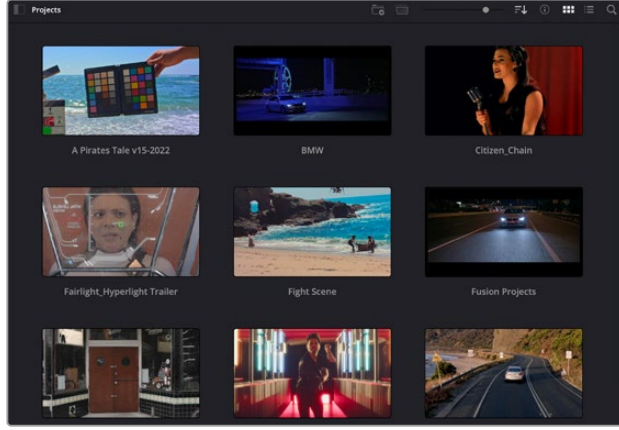 Projects
A Pirates Tale v15-2022
BMW
Citizen_Chain
Fairlight_Hyperlight Trailer
Fight Scene
Fusion Projects